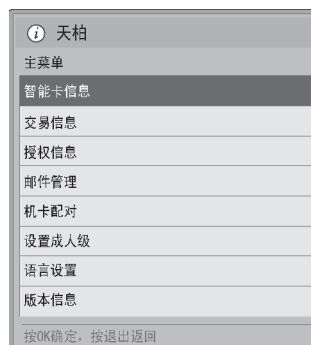 天柏
主菜单
智能卡信息
交易信息
授权信息
邮件管理
机卡配对
设置成人级
语言设置
版本信息
按OK确定，按退出返回